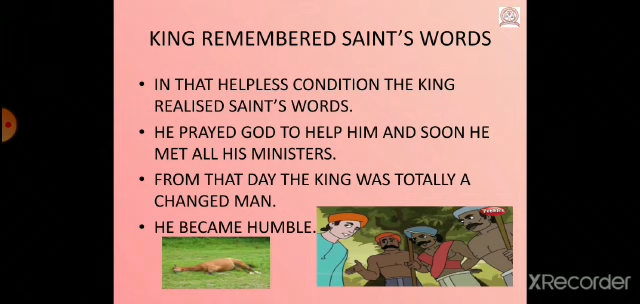 KING REMEMBERED SAINT'S WORDS
• IN THAT HELPLESS CONDITION THE KING
REALISED SAINT'S WORDS.
• HE PRAYED GOD TO HELP HIM AND SOON HE
MET ALL HIS MINISTERS.
• FROM THAT DAY THE KING WAS TOTALLY A
CHANGED MAN.
• HE BECAME HUMBLE.
XRecorder